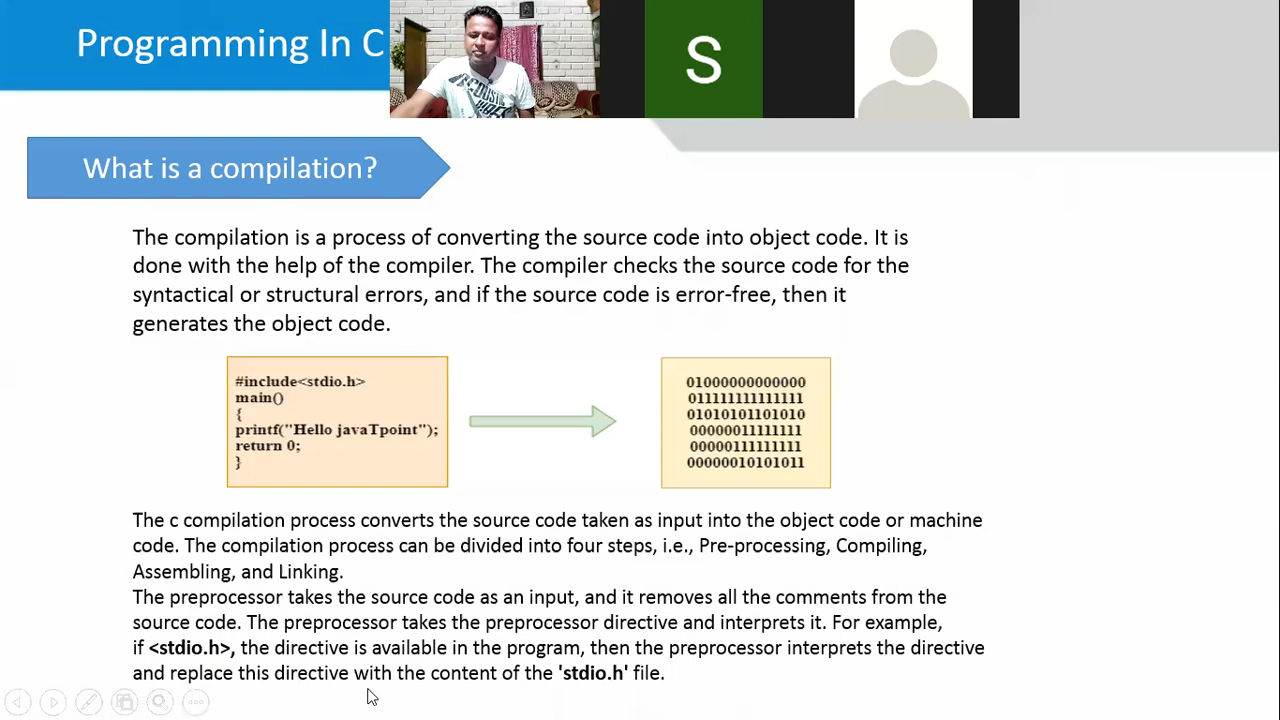 Programming In C
S
What is a compilation?
The compilation is a process of converting the source code into object code. It is
done with the help of the compiler. The compiler checks the source code for the
syntactical or structural errors, and if the source code is error-free, then it
generates the object code.
#include<stdio.h>
main()
{
printf("Hello javaTpoint");
return 0;
}
01000000000000
011111111111111
01010101101010
00000011111111
00000111111111
00000010101011
The c compilation process converts the source code taken as input into the object code or machine
code. The compilation process can be divided into four steps, i.e., Pre-processing, Compiling,
Assembling, and Linking.
The preprocessor takes the source code as an input, and it removes all the comments from the
source code. The preprocessor takes the preprocessor directive and interprets it. For example,
if <stdio.h>, the directive is available in the program, then the preprocessor interprets the directive
and replace this directive with the content of the 'stdio.h' file.